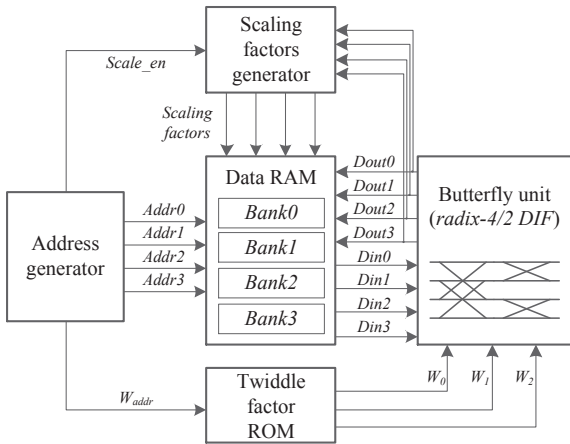 Scaling
factors
generator
Scale_en
Scaling
factors
Data RAM
Bank0
Bank1
Bank2
Bank3
Address
generator
Addr0
Addr1
Addr2
Addr3
Dout0
Dout1
Dout2
Dout3
Din0
Din1
Din2
Din3
Butterfly unit
(radix-4/2 DIF)
W0
W1
W2
Waddr
Twiddle
factor
ROM